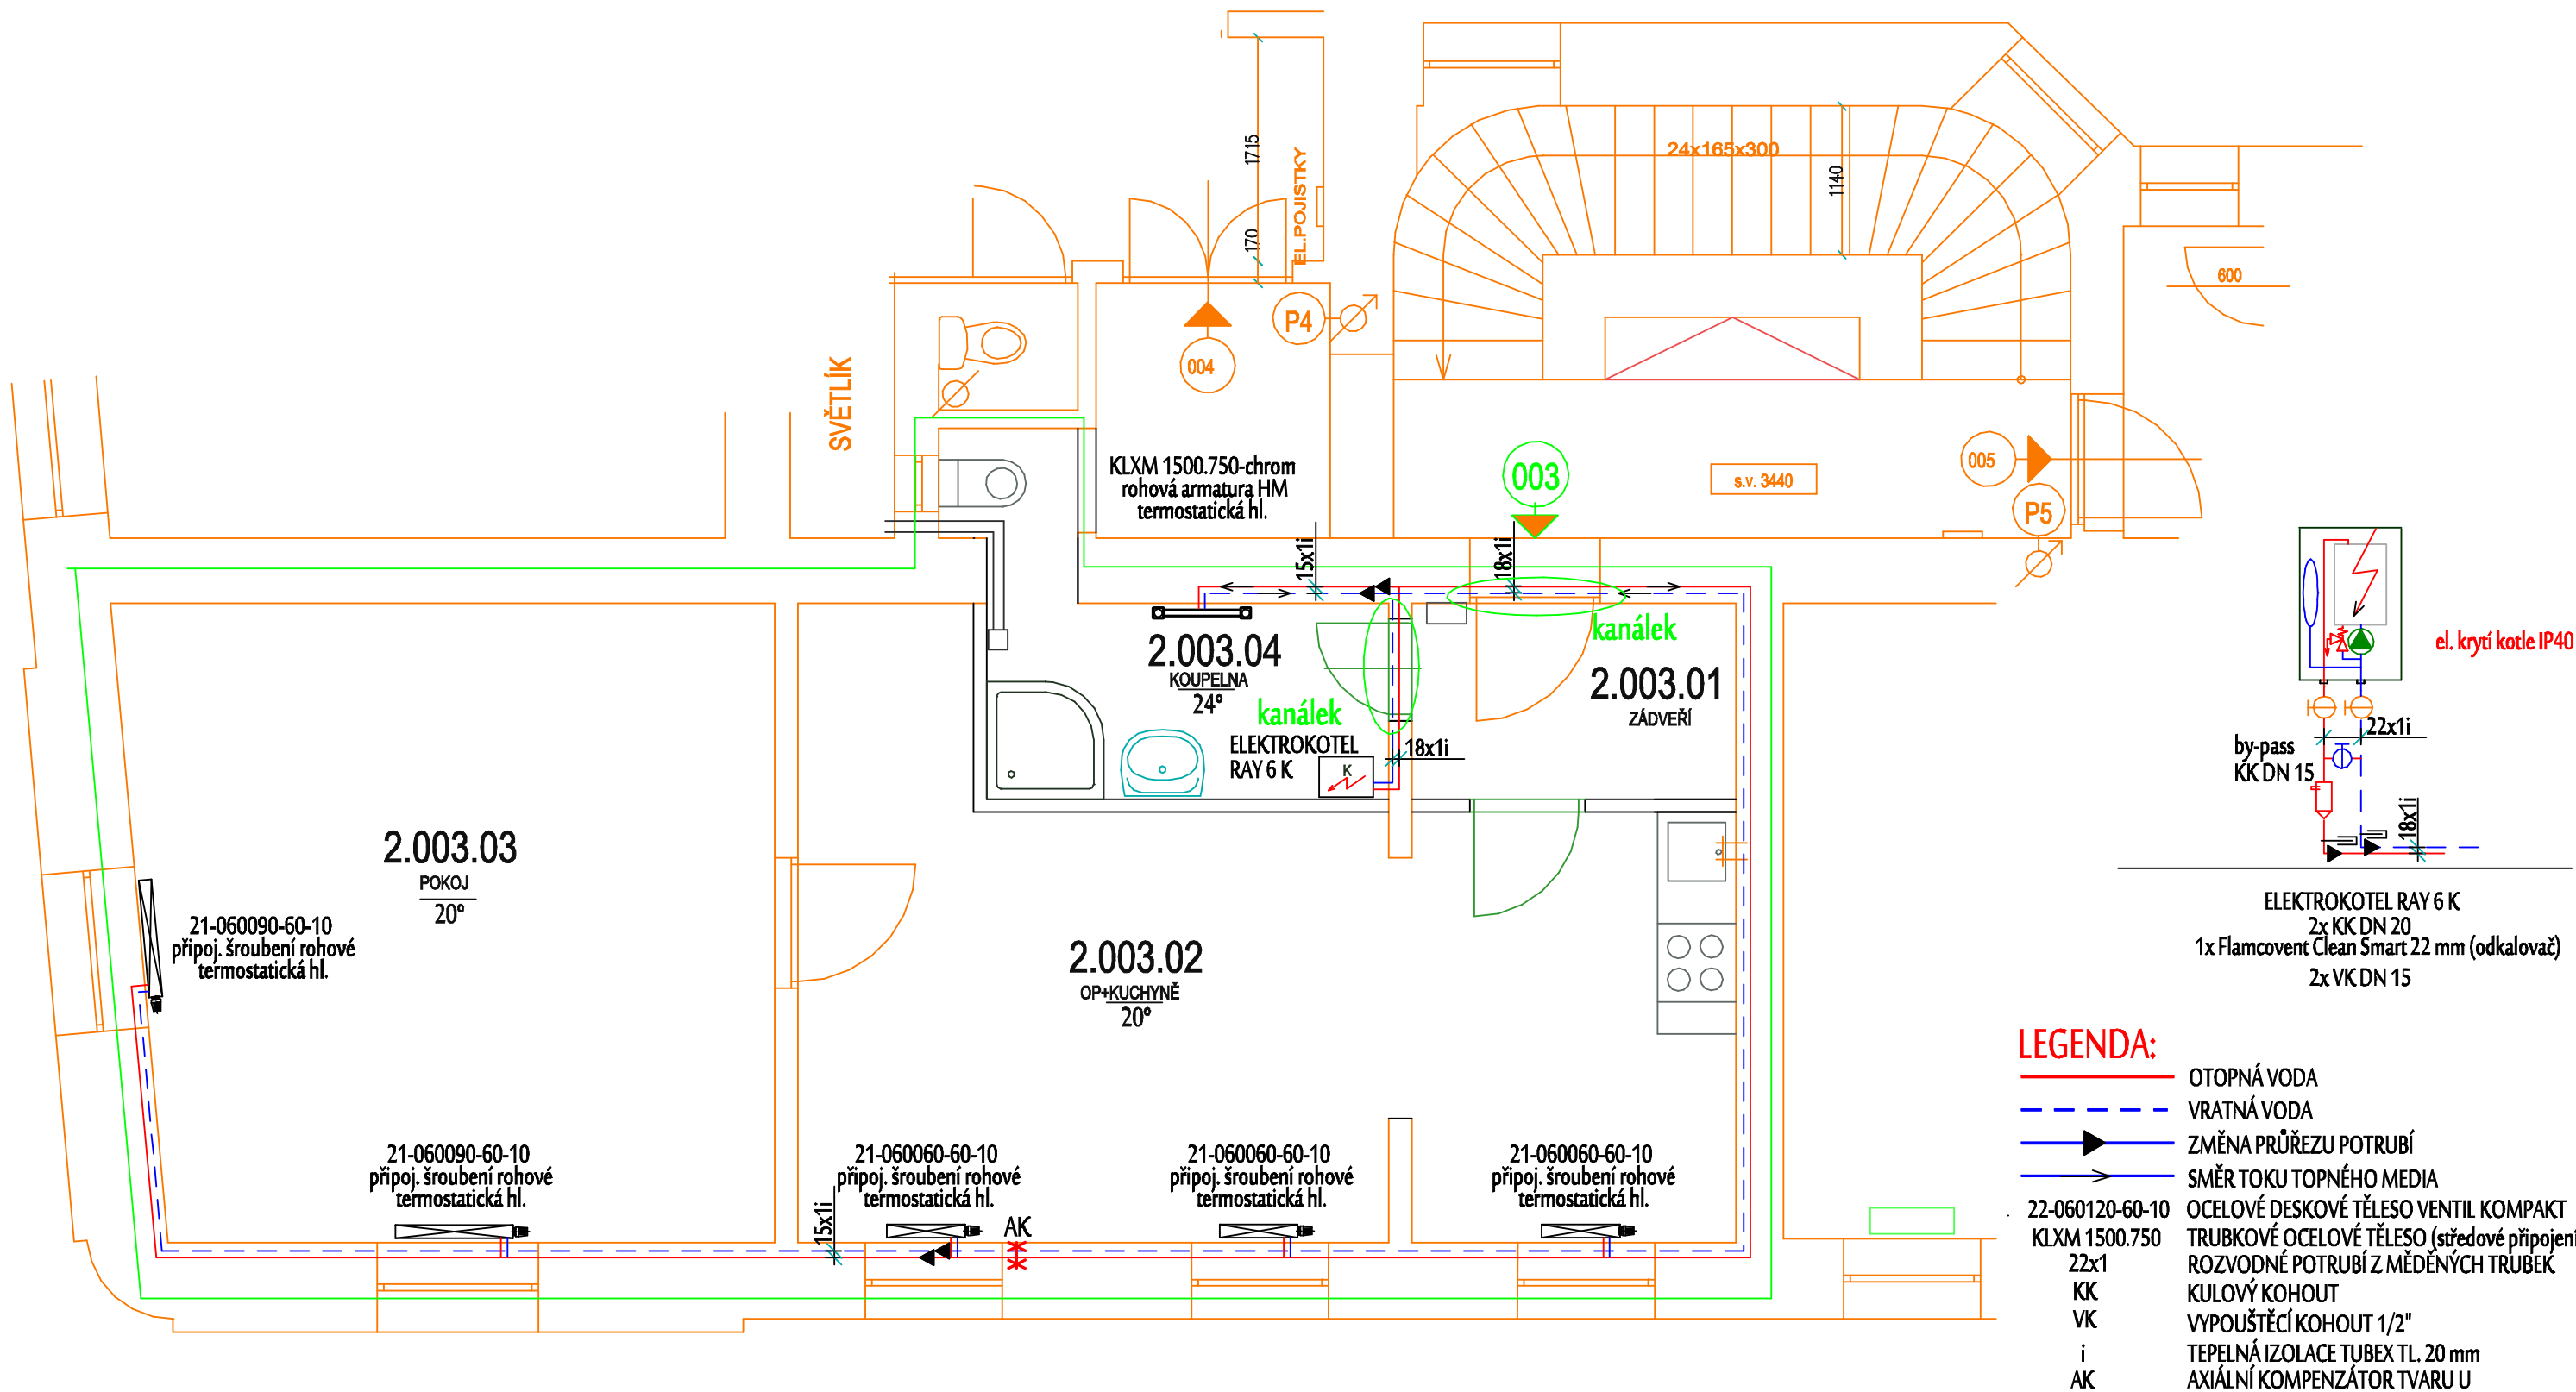 1715
170
EL.POJISTKY
24x165x300
1140
600
SVĚTLÍK
004
P4
003
005
P5
s.v. 3440
KLXM 1500.750-chrom
rohová armatura HM
termostatická hl.
15x1i
18x1i
kanálek
2.003.04
KOUPELNA
24°
kanálek
ELEKTROKOTEL
RAY 6 K
K
18x1i
2.003.01
ZÁDVEŘÍ
2.003.03
POKOJ
20°
21-060090-60-10
připoj. šroubení rohové
termostatická hl.
2.003.02
OP+KUCHYNĚ
20°
21-060090-60-10
připoj. šroubení rohové
termostatická hl.
21-060060-60-10
připoj. šroubení rohové
termostatická hl.
21-060060-60-10
připoj. šroubení rohové
termostatická hl.
21-060060-60-10
připoj. šroubení rohové
termostatická hl.
15x1i
AK
el. krytí kotle IP40
22x1i
by-pass
KK DN 15
18x1i
ELEKTROKOTEL RAY 6 K
2x KK DN 20
1x Flamcovent Clean Smart 22 mm (odkalovač)
2x VK DN 15
LEGENDA:
OTOPNÁ VODA
VRATNÁ VODA
ZMĚNA PRŮŘEZU POTRUBÍ
SMĚR TOKU TOPNÉHO MEDIA
22-060120-60-10 OCELOVÉ DESKOVÉ TĚLESO VENTIL KOMPAKT
KLXM 1500.750 TRUBKOVÉ OCELOVÉ TĚLESO (středové připojení
22x1 ROZVODNÉ POTRUBÍ Z MĚDĚNÝCH TRUBEK
KK KULOVÝ KOHOUT
VK VYPOUŠTĚCÍ KOHOUT 1/2"
i TEPELNÁ IZOLACE TUBEX TL. 20 mm
AK AXIÁLNÍ KOMPENZÁTOR TVARU U